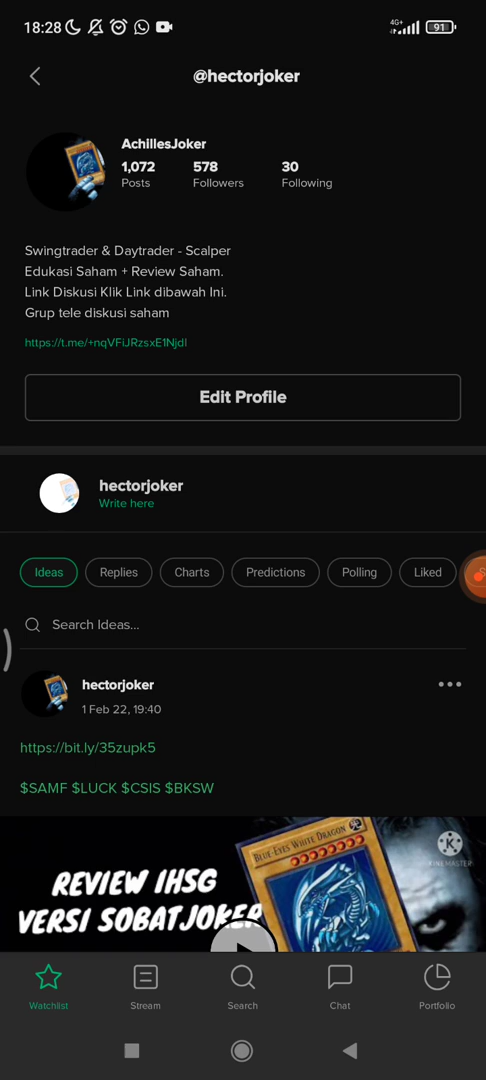 18:28
4G+
91
@hectorjoker
AchillesJoker
1,072 578 30
Posts Followers Following
Swingtrader & Daytrader - Scalper
Edukasi Saham + Review Saham.
Link Diskusi Klik Link dibawah Ini.
Grup tele diskusi saham
https://t.me/+nqVFiJRzsxE1NjdI
Edit Profile
hectorjoker
Write here
Ideas Replies Charts Predictions Polling Liked S
Search Ideas...
hectorjoker
1 Feb 22, 19:40
https://bit.ly/35zupk5
$SAMF $LUCK $CSIS $BKSW
BLUE-EYES WHITE DRAGON
K
KINEMASTER
REVIEW IHSG
VERSI SOBATJOKER
Watchlist Stream Search Chat Portfolio